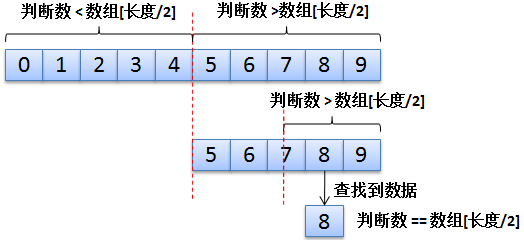 判断数 < 数组[长度/2] 判断数 >数组[长度/2]
0 1 2 3 4 5 6 7 8 9
判断数 > 数组[长度/2]
5 6 7 8 9
查找到数据
8 判断数 == 数组[长度/2]